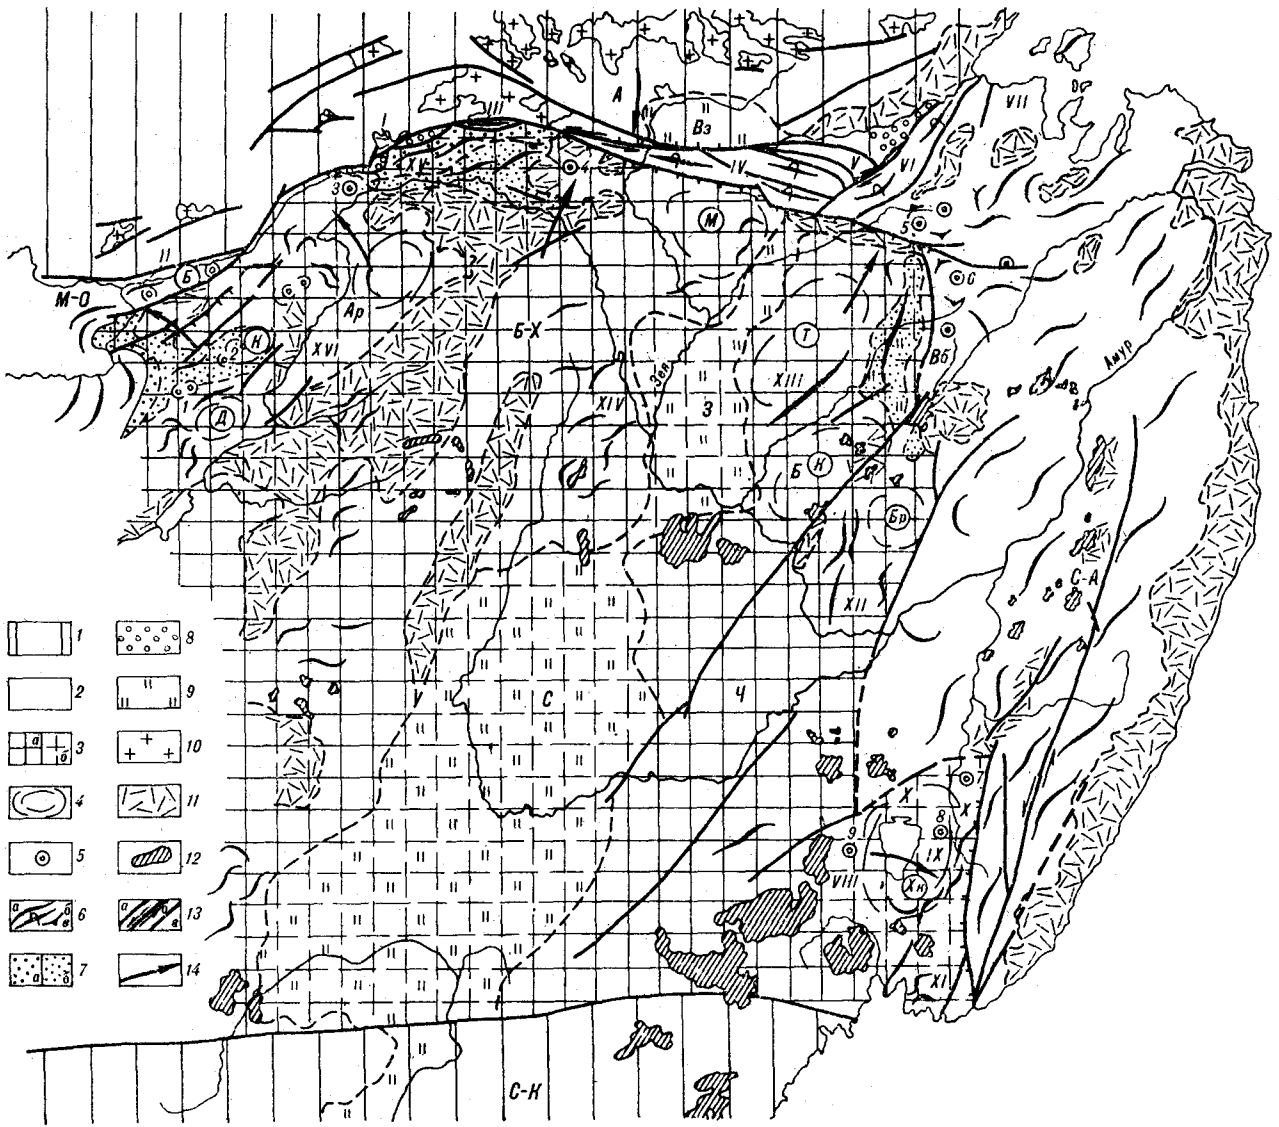 А
Вз
VII
III
XV
IV
V
VI
3
4
М
5
II
Б
М-О
К
2
Ар
XVI
Б-Х
6
Т
Вб
Амур
Зея
XIII
З
XIV
1
Д
Б
К
Бр
С-А
XII
С
Ч
7
X
X
8
9
IX
VIII
Хн
XI
С-К
1
2
3
а
б
4
5
6
а
б
в
7
а
б
8
9
10
11
12
13
а
б
в
14